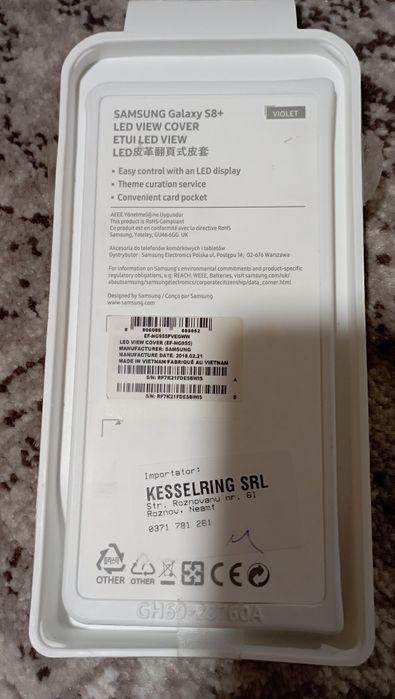 SAMSUNG Galaxy S8+
VIOLET
LED VIEW COVER
ETUI LED VIEW
LED皮革翻頁式皮套
• Easy control with an LED display
• Theme curation service
• Convenient card pocket
AEEE Yönetmeliğine Uygundur
This product is RoHS compliant
Ce produit est en conformité avec la directive RoHS
Samsung, Yateley, GU46-6GG. UK
Akcesoria do telefonów komórkowych i tabletów
Dystrybutor : Samsung Electronics Polska ul. Postępu 14, 02-676 Warszawa
For information on Samsung's environmental commitments and product-specific
regulatory obligations, e.g. REACH, WEEE, Batteries, visit samsung.com/uk/
aboutsamsung/samsungelectronics/corporatecitizenship/data_corner.html
Designed by Samsung / Conçu par Samsung
www.samsung.com
EF-NG955PVEGWW
LED VIEW COVER (EF-NG955)
MANUFACTURER: SAMSUNG
MANUFACTURE DATE: 2018.02.21
MADE IN VIETNAM/FABRIQUÉ AU VIETNAM
S/N: RF7K21FDESBWIS
A
S/N: RF7K21FDESBWIS
B
Importator:
KESSELRING SRL
Str. Roznovanu nr. 61
Roznov, Neamt
0371 781 261
OTHER
OTHER
CE